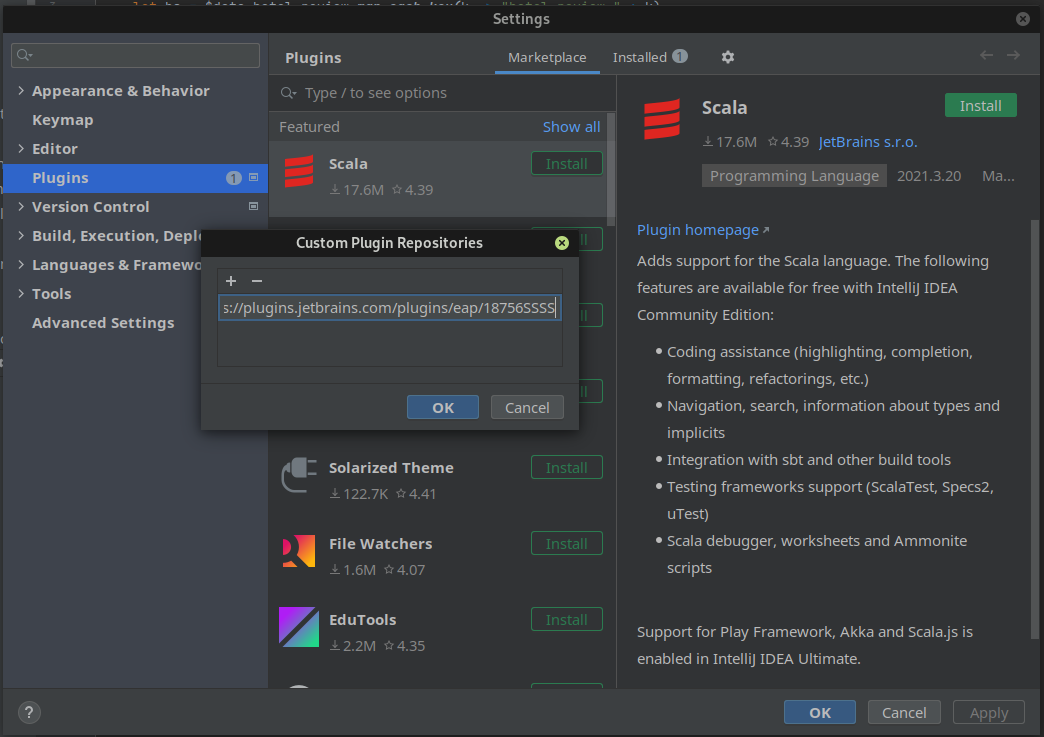 Settings
Plugins
Marketplace
Installed 1
Appearance & Behavior
Keymap
Editor
Plugins 1
Version Control
Build, Execution,
Languages &
Tools
Advanced Settings
Type / to see options
Featured Show all
Scala Install
17.6M 4.39
Custom Plugin Repositories
s://plugins.jetbrains.com/plugins/eap/18756SSSS
OK Cancel
Solarized Theme Install
122.7K 4.41
File Watchers Install
1.6M 4.07
EduTools Install
2.2M 4.35
Scala Install
17.6M 4.39 JetBrains s.r.o.
Programming Language 2021.3.20 Ma...
Plugin homepage
Adds support for the Scala language. The following
features are available for free with IntelliJ IDEA
Community Edition:
Coding assistance (highlighting, completion,
formatting, refactorings, etc.)
Navigation, search, information about types and
implicits
Integration with sbt and other build tools
Testing frameworks support (ScalaTest, Specs2,
uTest)
Scala debugger, worksheets and Ammonite
scripts
Support for Play Framework, Akka and Scala.js is
enabled in IntelliJ IDEA Ultimate.
? OK Cancel Apply